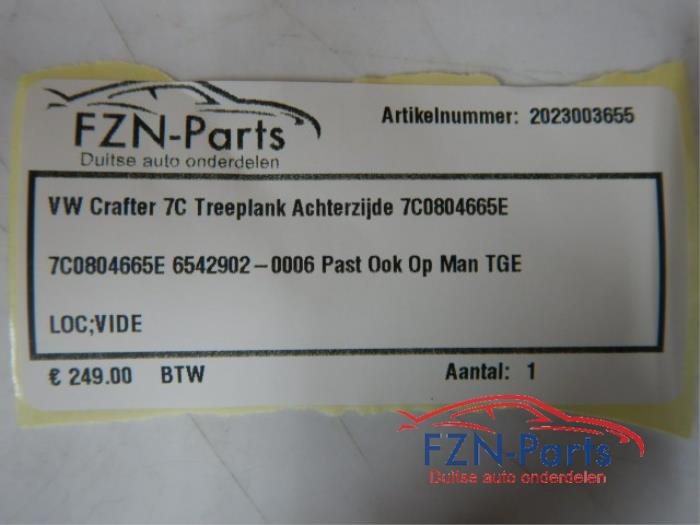 FZN-Parts
Duitse auto onderdelen
Artikelnummer: 2023003655
VW Crafter 7C Treeplank Achterzijde 7C0804665E
7C0804665E 6542902-0006 Past Ook Op Man TGE
LOC;VIDE
€ 249.00 BTW
Aantal: 1
FZN-Parts
Duitse auto onderdelen